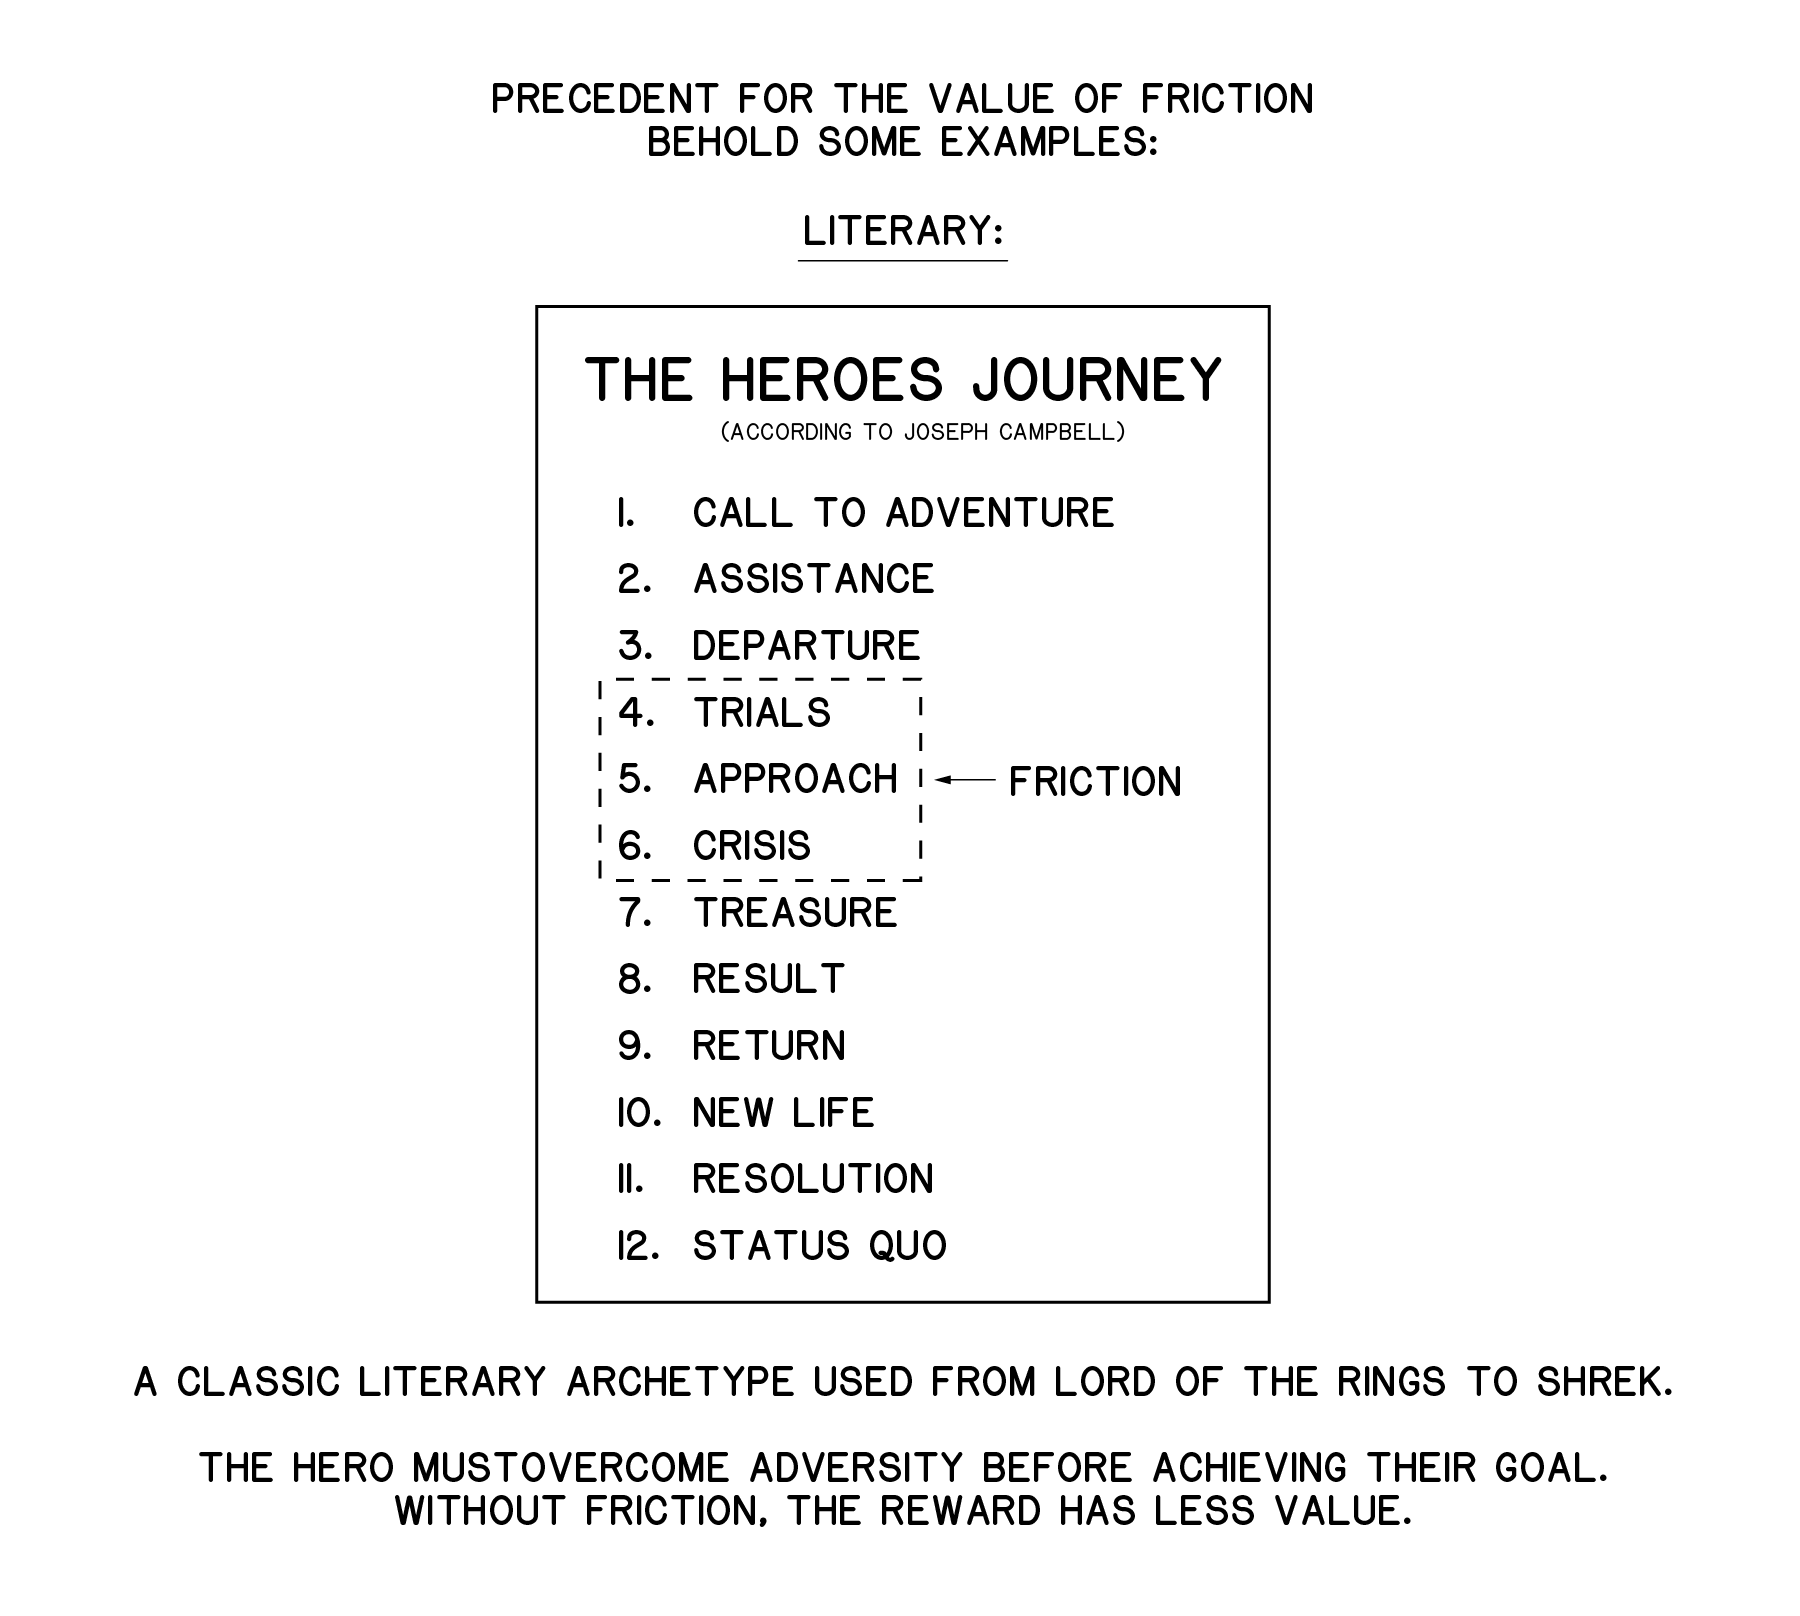 PRECEDENT FOR THE VALUE OF FRICTION
BEHOLD SOME EXAMPLES:
LITERARY:
THE HEROES JOURNEY
(ACCORDING TO JOSEPH CAMPBELL)
1. CALL TO ADVENTURE
2. ASSISTANCE
3. DEPARTURE
4. TRIALS
5. APPROACH
FRICTION
6. CRISIS
7. TREASURE
8. RESULT
9. RETURN
10. NEW LIFE
11. RESOLUTION
12. STATUS QUO
A CLASSIC LITERARY ARCHETYPE USED FROM LORD OF THE RINGS TO SHREK.
THE HERO MUSTOVERCOME ADVERSITY BEFORE ACHIEVING THEIR GOAL.
WITHOUT FRICTION, THE REWARD HAS LESS VALUE.